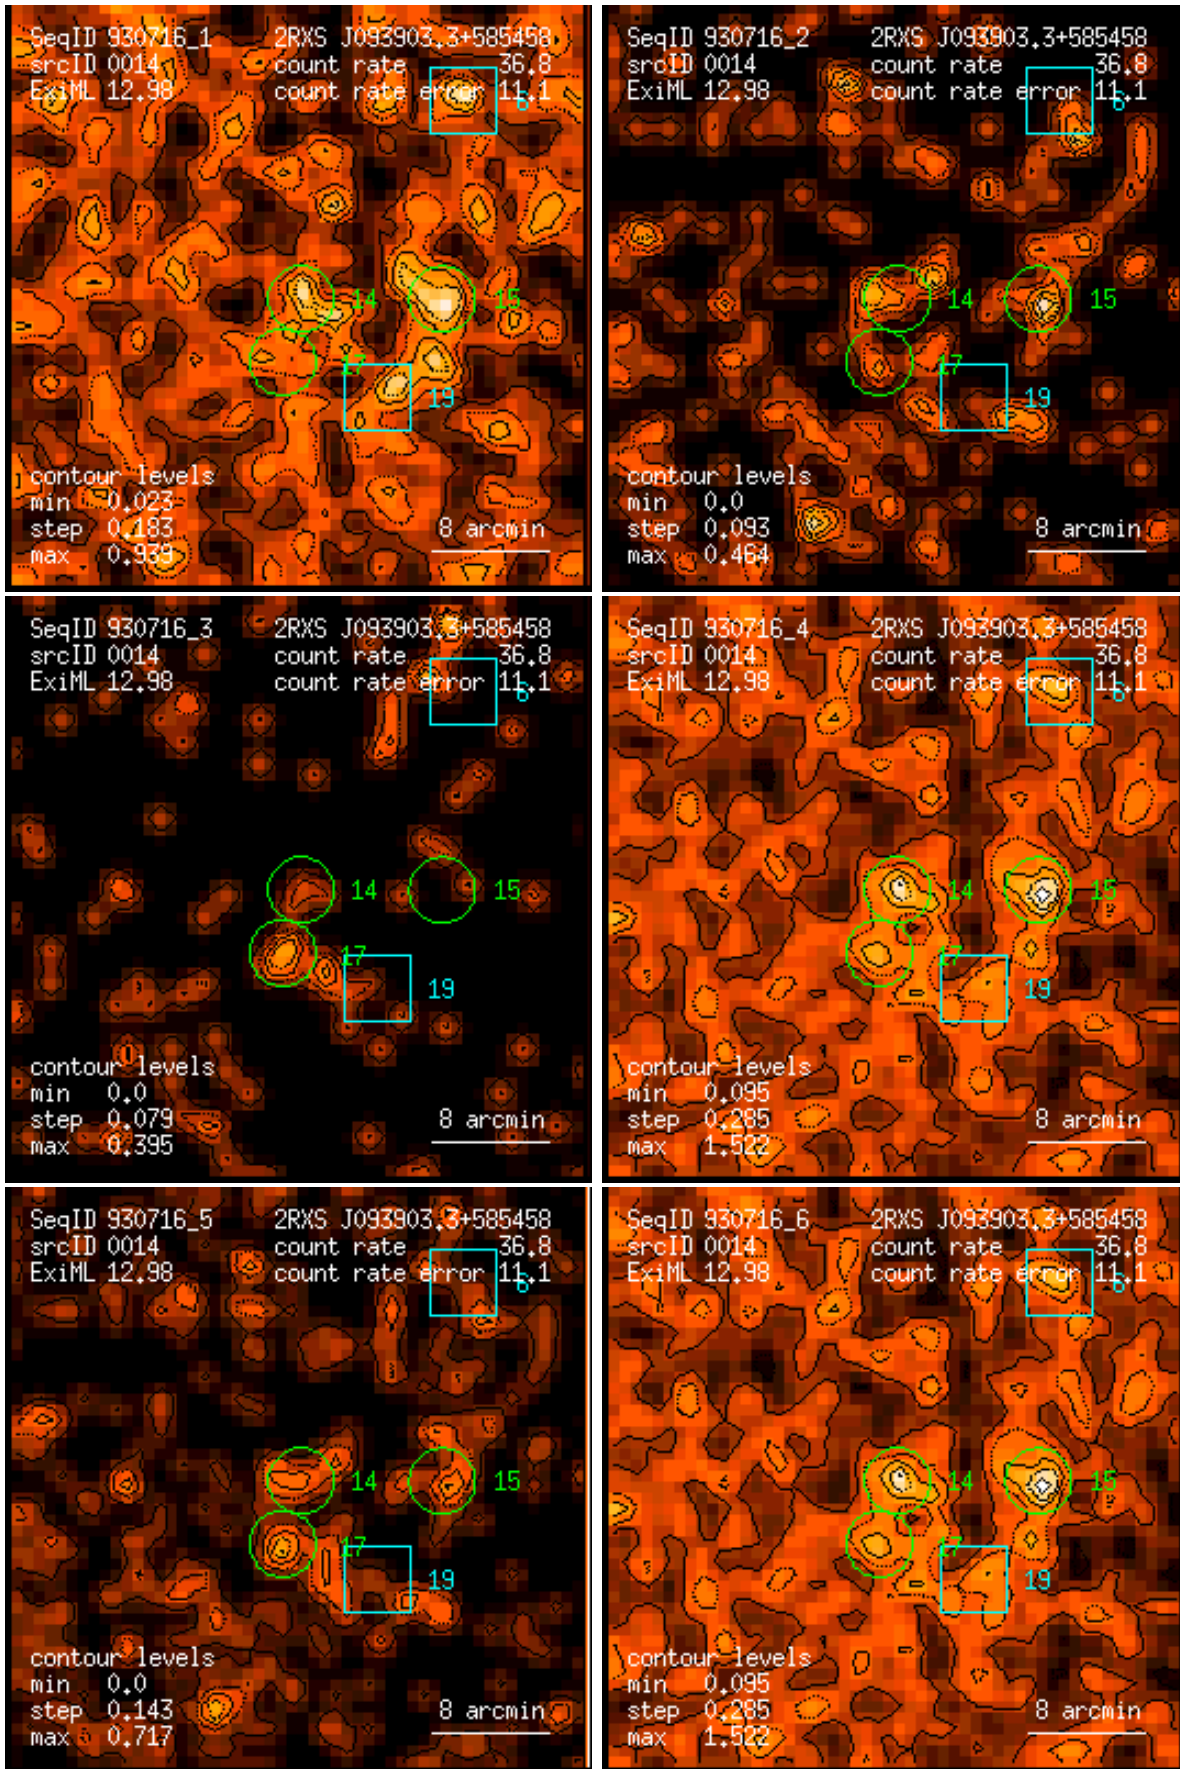 SeqID 930716_1 2RXS J093903.3+585458
srcID 0014 count rate 36.8
ExiML 12.98 count rate error 11.1
6
14
15
17
19
contour levels
min 0.023
step 0.183 8 arcmin
max 0.939
SeqID 930716_2 2RXS J093903.3+585458
srcID 0014 count rate 36.8
ExiML 12.98 count rate error 11.1
6
14
15
17
19
contour levels
min 0.0
step 0.093 8 arcmin
max 0.464
SeqID 930716_3 2RXS J093903.3+585458
srcID 0014 count rate 36.8
ExiML 12.98 count rate error 11.1
6
14
15
17
19
contour levels
min 0.0
step 0.079 8 arcmin
max 0.395
SeqID 930716_4 2RXS J093903.3+585458
srcID 0014 count rate 36.8
ExiML 12.98 count rate error 11.1
6
14
15
17
19
contour levels
min 0.095
step 0.285 8 arcmin
max 1.522
SeqID 930716_5 2RXS J093903.3+585458
srcID 0014 count rate 36.8
ExiML 12.98 count rate error 11.1
6
14
15
17
19
contour levels
min 0.0
step 0.143 8 arcmin
max 0.717
SeqID 930716_6 2RXS J093903.3+585458
srcID 0014 count rate 36.8
ExiML 12.98 count rate error 11.1
6
14
15
17
19
contour levels
min 0.095
step 0.285 8 arcmin
max 1.522